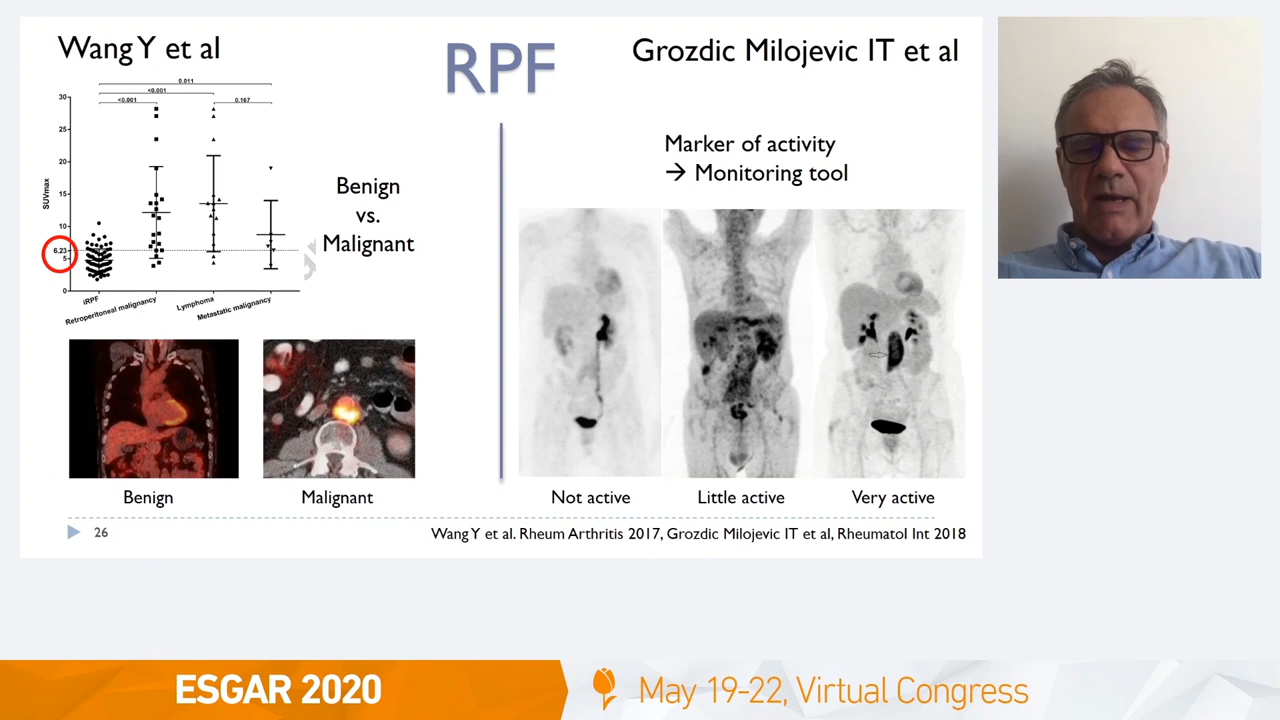 Wang Y et al
RPF
Grozdic Milojevic IT et al
0.011
<0.001
<0.001
0.167
30
25
20
15
10
6.23
5
0
SUVmax
iRPF
Retroperitoneal malignancy
Lymphoma
Metastatic malignancy
Benign
vs.
Malignant
Marker of activity
→ Monitoring tool
Benign
Malignant
Not active
Little active
Very active
26
Wang Y et al. Rheum Arthritis 2017, Grozdic Milojevic IT et al, Rheumatol Int 2018
ESGAR 2020
May 19-22, Virtual Congress